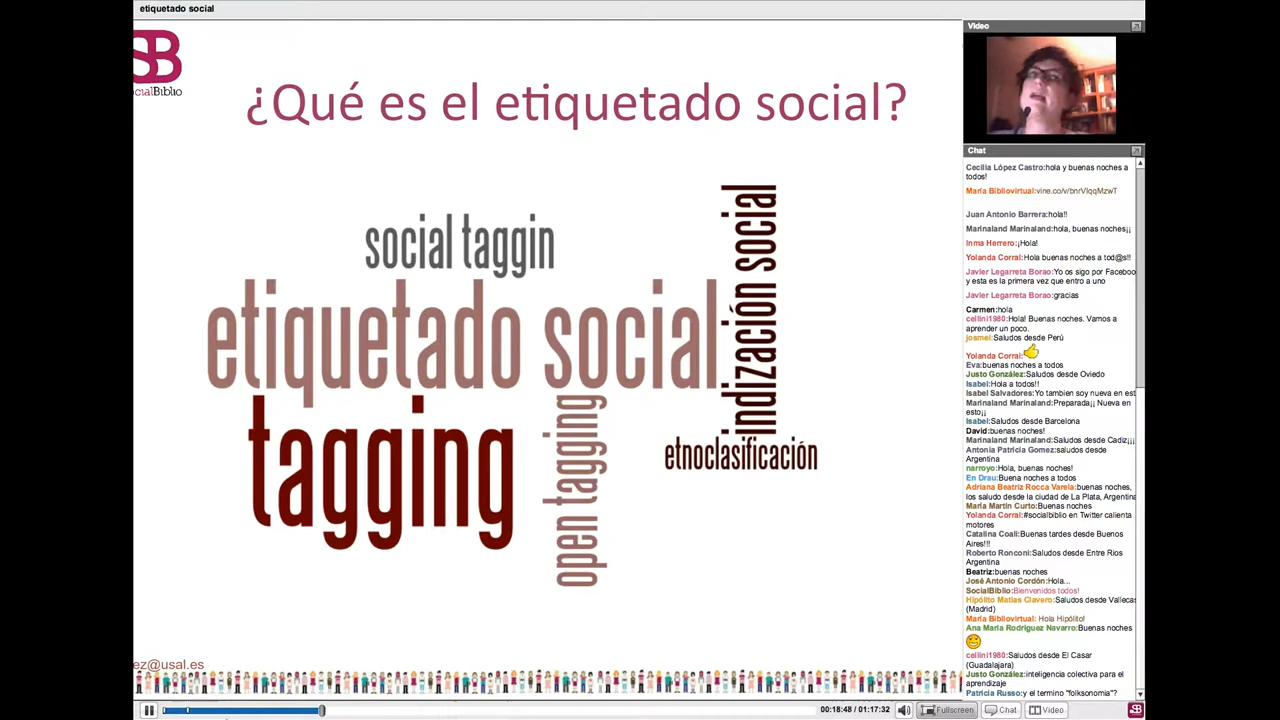 etiquetado social
SB
cialBiblio
¿Qué es el etiquetado social?
social taggin
etiquetado social
indización social
tagging
open tagging
etnoclasificación
ez@usal.es
00:18:48 / 01:17:32
Fullscreen
Chat
Video
SB
Video
Chat
Cecilia López Castro:hola y buenas noches a
todos!
María Bibliovirtual:vine.co/v/bnrVIqqMzwT
Juan Antonio Barrera:hola!!
Marinaland Marinaland:hola, buenas noches¡¡
Inma Herrero:¡Hola!
Yolanda Corral:Hola buenas noches a tod@s!!
Javier Legarreta Borao:Yo os sigo por Faceboo
y esta es la primera vez que entro a uno
Javier Legarreta Borao:gracias
Carmen:hola
cellini1980:Hola! Buenas noches. Vamos a
aprender un poco.
josmel:Saludos desde Perú
Yolanda Corral:
Eva:buenas noches a todos
Justo González:Saludos desde Oviedo
Isabel:Hola a todos!!
Isabel Salvadores:Yo tambien soy nueva en est
Marinaland Marinaland:Preparada¡¡ Nueva en
esto¡¡
Isabel:Saludos desde Barcelona
David:buenas noches!
Marinaland Marinaland:Saludos desde Cadiz¡¡¡
Antonia Patricia Gomez:saludos desde
Argentina
narroyo:Hola, buenas noches!
En Drau:Buena noches a todos
Adriana Beatriz Rocca Varela:buenas noches,
los saludo desde la ciudad de La Plata, Argentina
María Martín Curto:Buenas noches
Yolanda Corral:#socialbiblio en Twitter calienta
motores
Catalina Coali:Buenas tardes desde Buenos
Aires!!!
Roberto Ronconi:Saludos desde Entre Rios
Argentina
Beatriz:buenas noches
José Antonio Cordón:Hola...
SocialBiblio:Bienvenidos todos!
Hipólito Matias Clavero:Saludos desde Vallecas
(Madrid)
María Bibliovirtual: Hola Hipólito!
Ana María Rodriguez Navarro:Buenas noches
cellini1980:Saludos desde El Casar
(Guadalajara)
Justo González:inteligencia colectiva para el
aprendizaje
Patricia Russo:y el termino "folksonomia"?